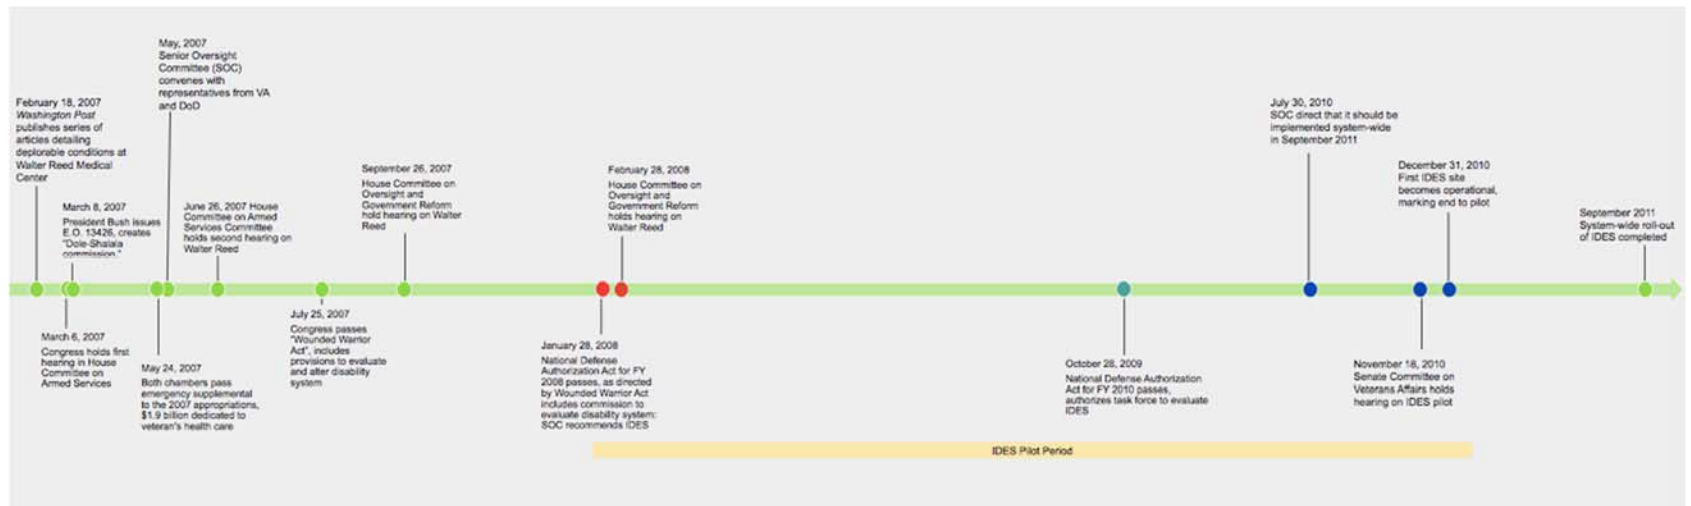 May, 2007
Senior Oversight
Committee (SOC)
convenes with
representatives from VA
and DoD
February 18, 2007
Washington Post
publishes series of
articles detailing
deplorable conditions at
Walter Reed Medical
Center
March 8, 2007
President Bush issues
E.O. 13426, creates
"Dole-Shalala
commission."
June 26, 2007 House
Committee on Armed
Services Committee
holds second hearing on
Walter Reed
September 26, 2007
House Committee on
Oversight and
Government Reform
hold hearing on Walter
Reed
February 28, 2008
House Committee on
Oversight and
Government Reform
holds hearing on
Walter Reed
July 30, 2010
SOC direct that it should be
implemented system-wide
in September 2011
December 31, 2010
First IDES site
becomes operational,
marking end to pilot
September 2011
System-wide roll-out
of IDES completed
March 6, 2007
Congress holds first
hearing in House
Committee on
Armed Services
May 24, 2007
Both chambers pass
emergency supplemental
to the 2007 appropriations,
$1.9 billion dedicated to
veteran's health care
July 25, 2007
Congress passes
"Wounded Warrior
Act", includes
provisions to evaluate
and alter disability
system
January 28, 2008
National Defense
Authorization Act for FY
2008 passes, as directed
by Wounded Warrior Act
includes commission to
evaluate disability system:
SOC recommends IDES
October 28, 2009
National Defense Authorization
Act for FY 2010 passes,
authorizes task force to evaluate
IDES
November 18, 2010
Senate Committee on
Veterans Affairs holds
hearing on IDES pilot
IDES Pilot Period